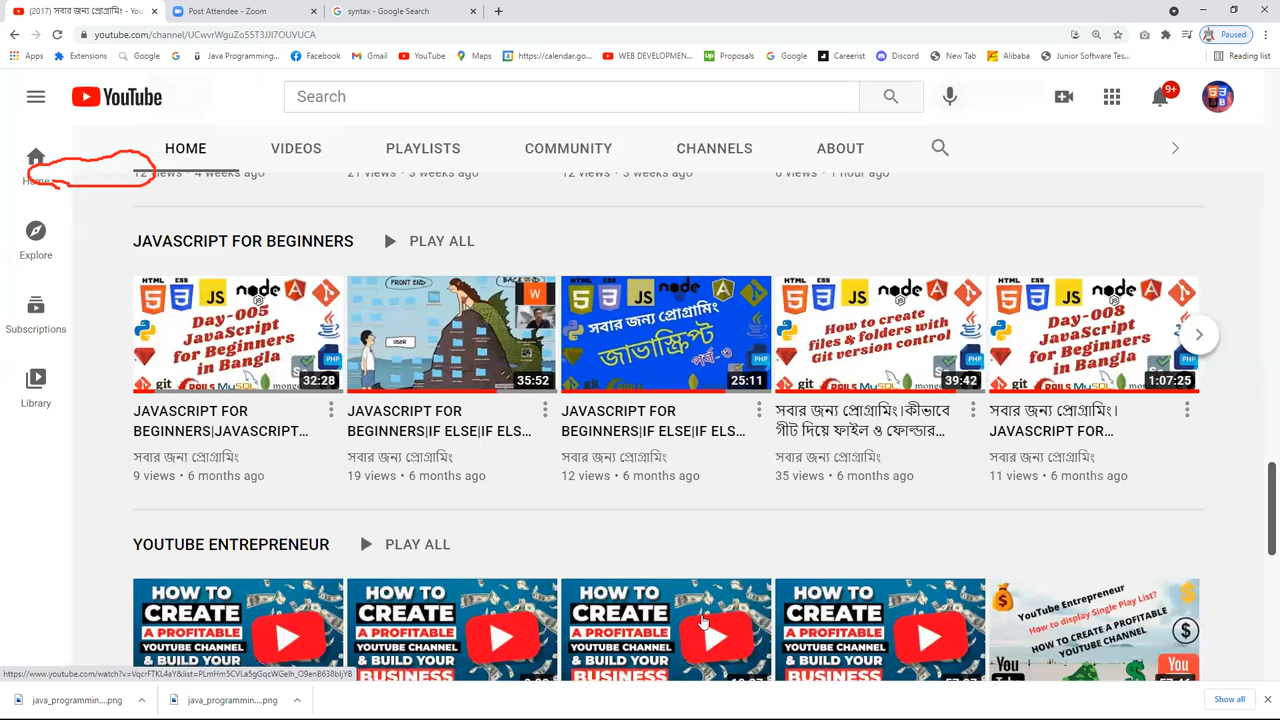 (2017) সবার জন্য প্রোগ্রামিং - You
Post Attendee - Zoom
syntax - Google Search
youtube.com/channel/UCwvrWguZo55T3JJI7OUVUCA
Paused
Apps
Extensions
Google
Java Programming...
Facebook
Gmail
YouTube
Maps
https://calendar.go...
WEB DEVELOPMEN...
Proposals
Google
Careerist
Discord
New Tab
Alibaba
Junior Software Tes...
Reading list
YouTube
Search
9+
HOME
VIDEOS
PLAYLISTS
COMMUNITY
CHANNELS
ABOUT
Home
Explore
Subscriptions
Library
12 views • 4 weeks ago
21 views • 3 weeks ago
12 views • 3 weeks ago
6 views • 1 hour ago
JAVASCRIPT FOR BEGINNERS
PLAY ALL
HTML CSS JS node
Day-005
JavaScript
for Beginners
in Bangla
git
MySQL
PHP
32:28
FRONT END
BACK END
USER
W
35:52
HTML CSS JS node
সবার জন্য প্রোগ্রামিং
জাভাস্ক্রিপ্ট
পর্ব-৩
PHP
25:11
HTML CSS JS node
How to create
files & folders with
Git version control
git
MySQL
PHP
39:42
HTML CSS JS node
Day-008
JavaScript
for Beginners
in Bangla
git
MySQL
PHP
1:07:25
JAVASCRIPT FOR
BEGINNERS|JAVASCRIPT...
সবার জন্য প্রোগ্রামিং
9 views • 6 months ago
JAVASCRIPT FOR
BEGINNERS|IF ELSE|IF ELS...
সবার জন্য প্রোগ্রামিং
19 views • 6 months ago
JAVASCRIPT FOR
BEGINNERS|IF ELSE|IF ELS...
সবার জন্য প্রোগ্রামিং
12 views • 6 months ago
সবার জন্য প্রোগ্রামিং।কীভাবে
গীট দিয়ে ফাইল ও ফোল্ডার...
সবার জন্য প্রোগ্রামিং
35 views • 6 months ago
সবার জন্য প্রোগ্রামিং।
JAVASCRIPT FOR...
সবার জন্য প্রোগ্রামিং
11 views • 6 months ago
YOUTUBE ENTREPRENEUR
PLAY ALL
HOW TO
CREATE
A PROFITABLE
YOUTUBE CHANNEL
& BUILD YOUR
BUSINESS
HOW TO
CREATE
A PROFITABLE
YOUTUBE CHANNEL
& BUILD YOUR
BUSINESS
HOW TO
CREATE
A PROFITABLE
YOUTUBE CHANNEL
& BUILD YOUR
BUSINESS
HOW TO
CREATE
A PROFITABLE
YOUTUBE CHANNEL
& BUILD YOUR
BUSINESS
YouTube Entrepreneur
How to display Single Play List?
HOW TO CREATE A PROFITABLE
YOUTUBE CHANNEL
You
You
https://www.youtube.com/watch?v=VqcrFTKL4aY&list=PLmHm5CVLa5gGqcWGeIn_O9enB638bIjYB
java_programmin....png
java_programmin....png
Show all